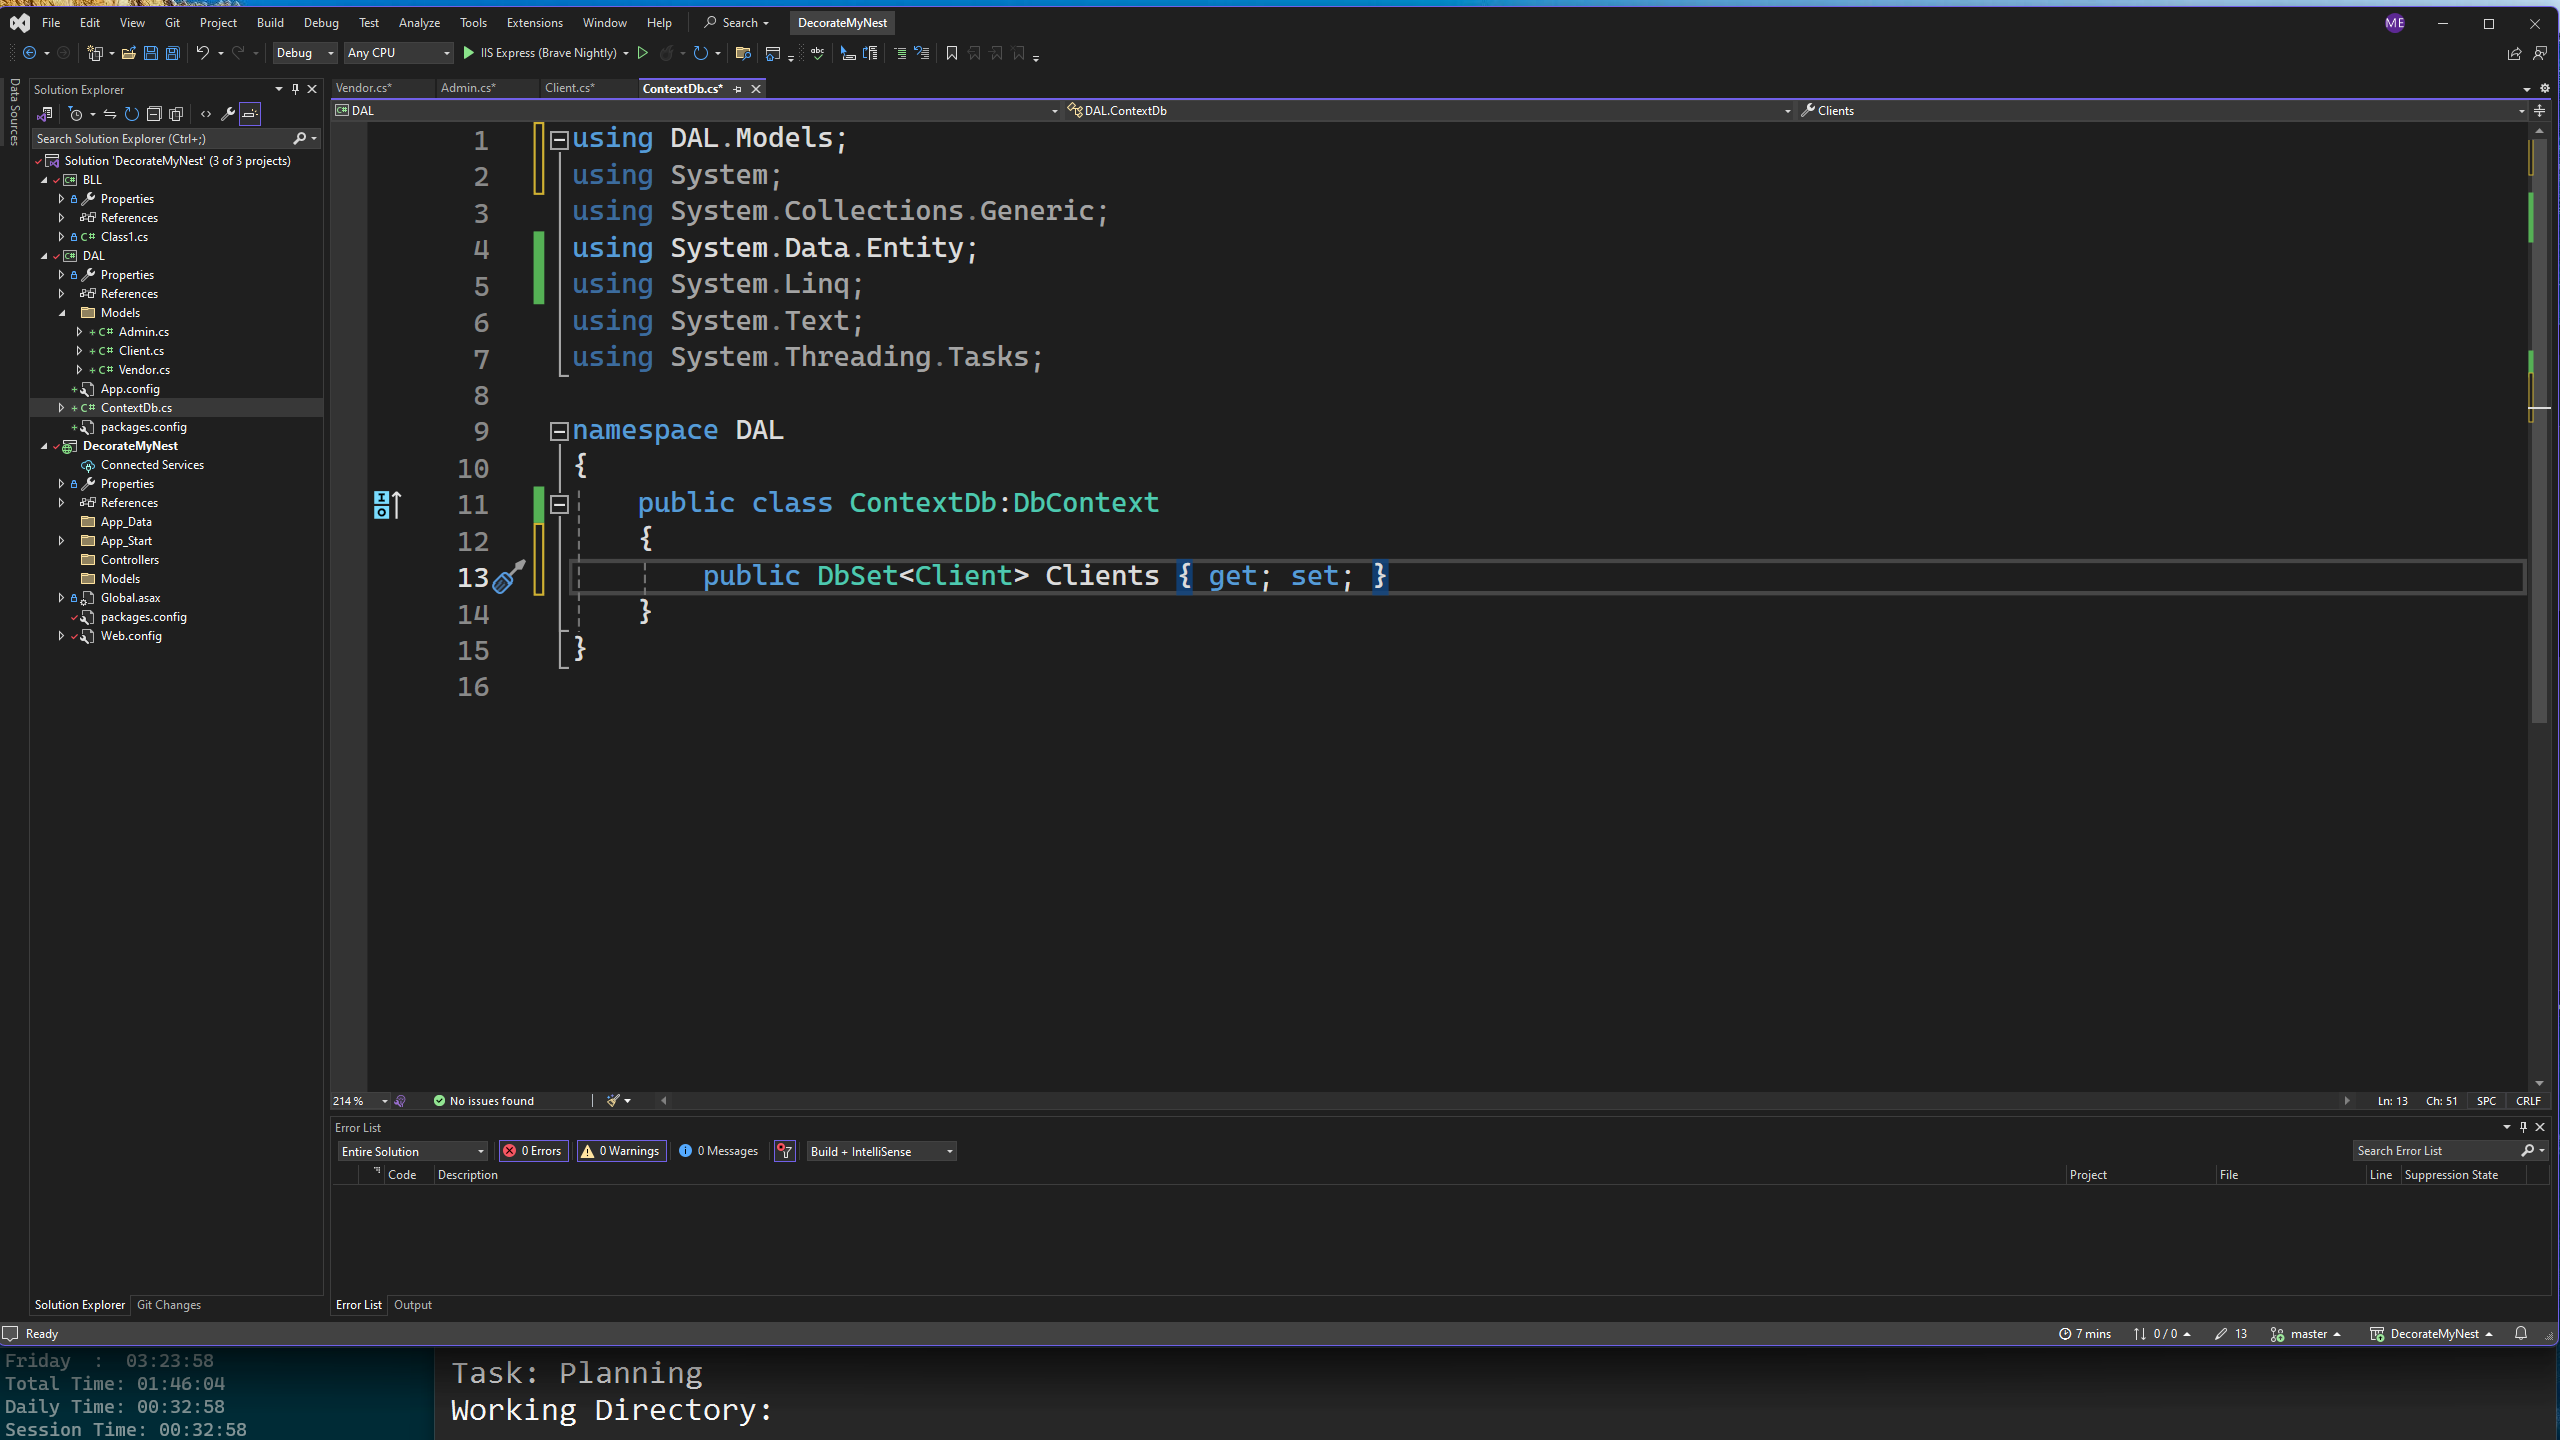 File Edit View Git Project Build Debug Test Analyze Tools Extensions Window Help Search DecorateMyNest ME
Debug Any CPU IIS Express (Brave Nightly)
Data Sources
Solution Explorer
Search Solution Explorer (Ctrl+;)
Solution 'DecorateMyNest' (3 of 3 projects)
BLL
Properties
References
C# Class1.cs
DAL
Properties
References
Models
C# Admin.cs
C# Client.cs
C# Vendor.cs
App.config
C# ContextDb.cs
packages.config
DecorateMyNest
Connected Services
Properties
References
App_Data
App_Start
Controllers
Models
Global.asax
packages.config
Web.config
Solution Explorer Git Changes
Vendor.cs* Admin.cs* Client.cs* ContextDb.cs*
DAL DAL.ContextDb Clients
1 using DAL.Models;
2 using System;
3 using System.Collections.Generic;
4 using System.Data.Entity;
5 using System.Linq;
6 using System.Text;
7 using System.Threading.Tasks;
8
9 namespace DAL
10 {
11 public class ContextDb:DbContext
12 {
13 public DbSet<Client> Clients { get; set; }
14 }
15 }
16
214 % No issues found Ln: 13 Ch: 51 SPC CRLF
Error List
Entire Solution 0 Errors 0 Warnings 0 Messages Build + IntelliSense Search Error List
Code Description Project File Line Suppression State
Error List Output
Ready 7 mins 0 / 0 13 master DecorateMyNest
Friday : 03:23:58
Total Time: 01:46:04
Daily Time: 00:32:58
Session Time: 00:32:58
Task: Planning
Working Directory: